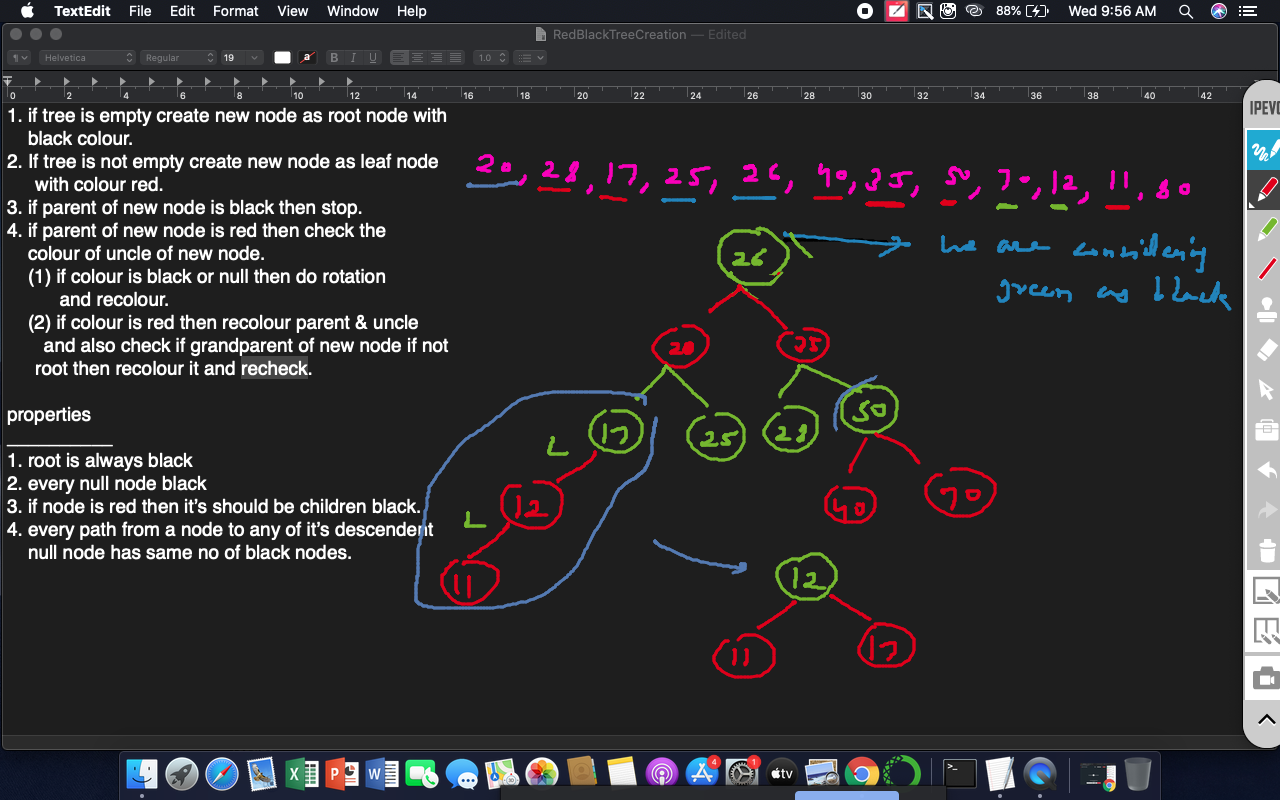 TextEdit File Edit Format View Window Help 88% Wed 9:56 AM
RedBlackTreeCreation — Edited
Helvetica Regular 19 a B I U 1.0
0 2 4 6 8 10 12 14 16 18 20 22 24 26 28 30 32 34 36 38 40 42
IPEVO
1. if tree is empty create new node as root node with
black colour.
2. If tree is not empty create new node as leaf node
with colour red.
3. if parent of new node is black then stop.
4. if parent of new node is red then check the
colour of uncle of new node.
(1) if colour is black or null then do rotation
and recolour.
(2) if colour is red then recolour parent & uncle
and also check if grandparent of new node if not
root then recolour it and recheck.
properties
1. root is always black
2. every null node black
3. if node is red then it's should be children black.
4. every path from a node to any of it's descendent
null node has same no of black nodes.
20, 28, 17, 25, 26, 40, 35, 50, 70, 12, 11, 80
26
We are considering
green as black
20 35
17 25 28 50
L
12 40 70
L
11
12
11 17
4 1
tv